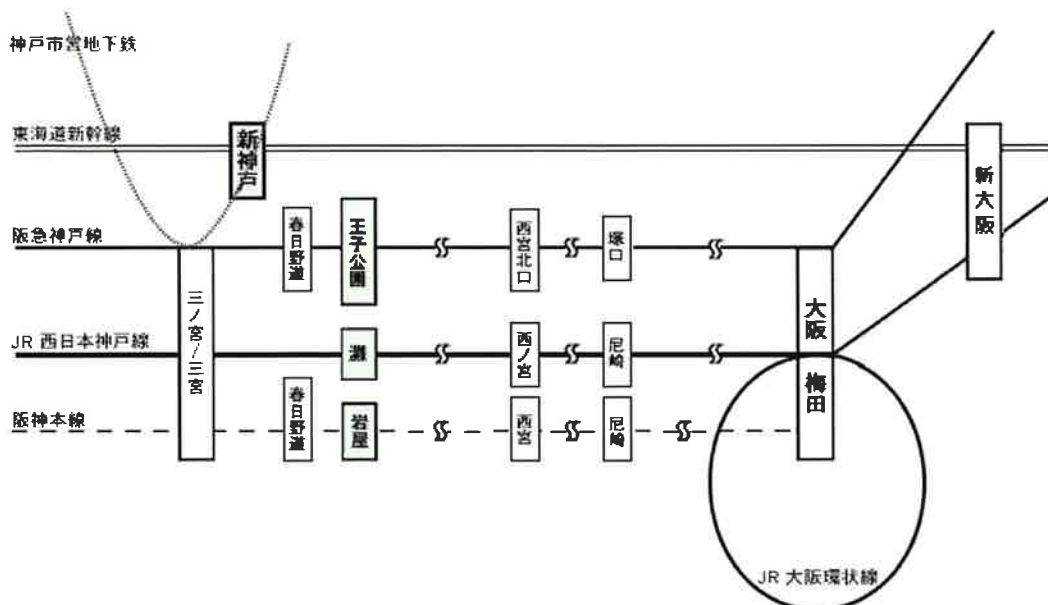 神戸市営地下鉄
東海道新幹線
新神戸
新大阪
阪急神戸線
春日野道
王子公園
西宮北口
塚口
三ノ宮/三宮
大阪
梅田
JR 西日本神戸線
灘
西ノ宮
尼崎
阪神本線
春日野道
岩屋
西宮
尼崎
JR 大阪環状線